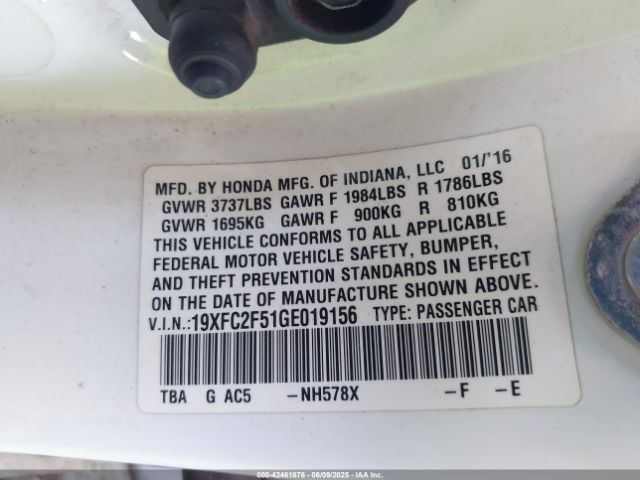 MFD. BY HONDA MFG. OF INDIANA, LLC 01/'16
GVWR 3737LBS GAWR F 1984LBS R 1786LBS
GVWR 1695KG GAWR F 900KG R 810KG
THIS VEHICLE CONFORMS TO ALL APPLICABLE
FEDERAL MOTOR VEHICLE SAFETY, BUMPER,
AND THEFT PREVENTION STANDARDS IN EFFECT
ON THE DATE OF MANUFACTURE SHOWN ABOVE.
V.I.N.:19XFC2F51GE019156 TYPE: PASSENGER CAR
TBA G AC5 -NH578X -F -E
000-42461876 - 06/09/2025 - IAA, Inc.